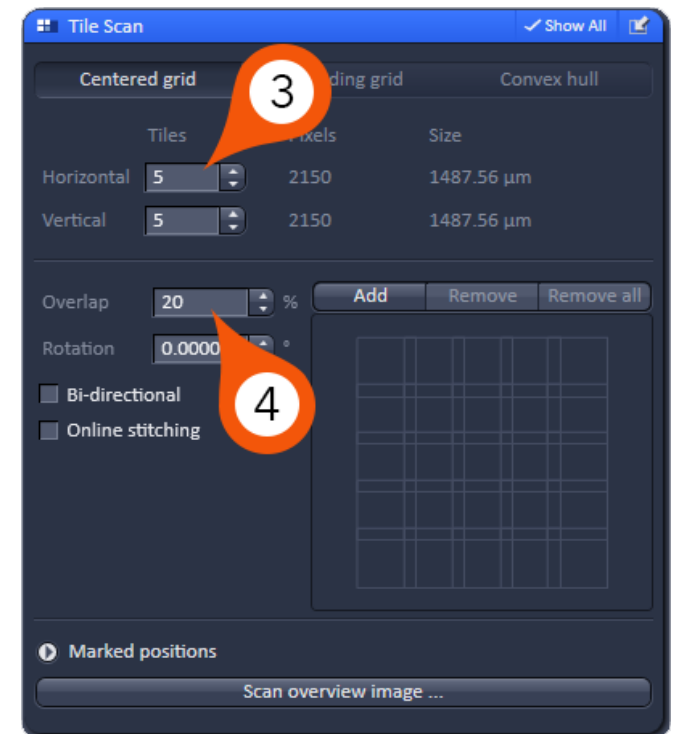 Tile Scan Show All
Centered grid 3 ding grid Convex hull
Tiles xels Size
Horizontal 5 2150 1487.56 µm
Vertical 5 2150 1487.56 µm
Overlap 20 % Add Remove Remove all
Rotation 0.0000 °
Bi-directional 4
Online stitching
Marked positions
Scan overview image ...